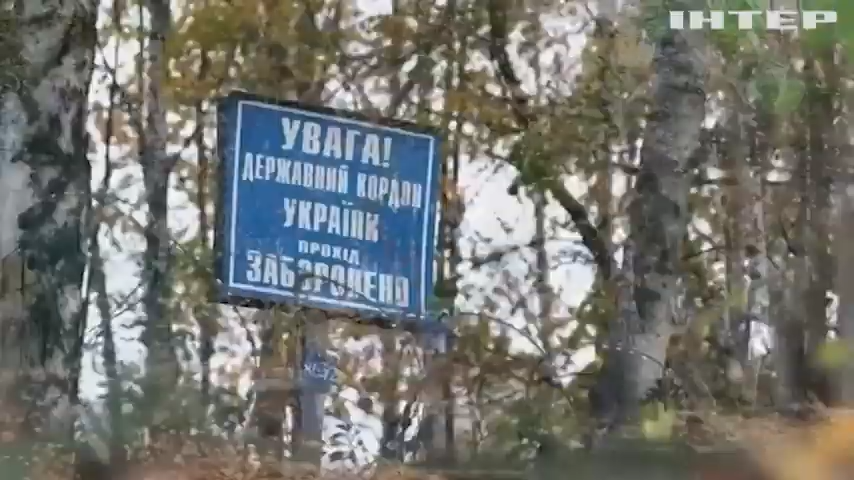 ІНТЕР
УВАГА!
ДЕРЖАВНИЙ КОРДОН
УКРАЇНИ
ПРОХІД
ЗАБОРОНЕНО